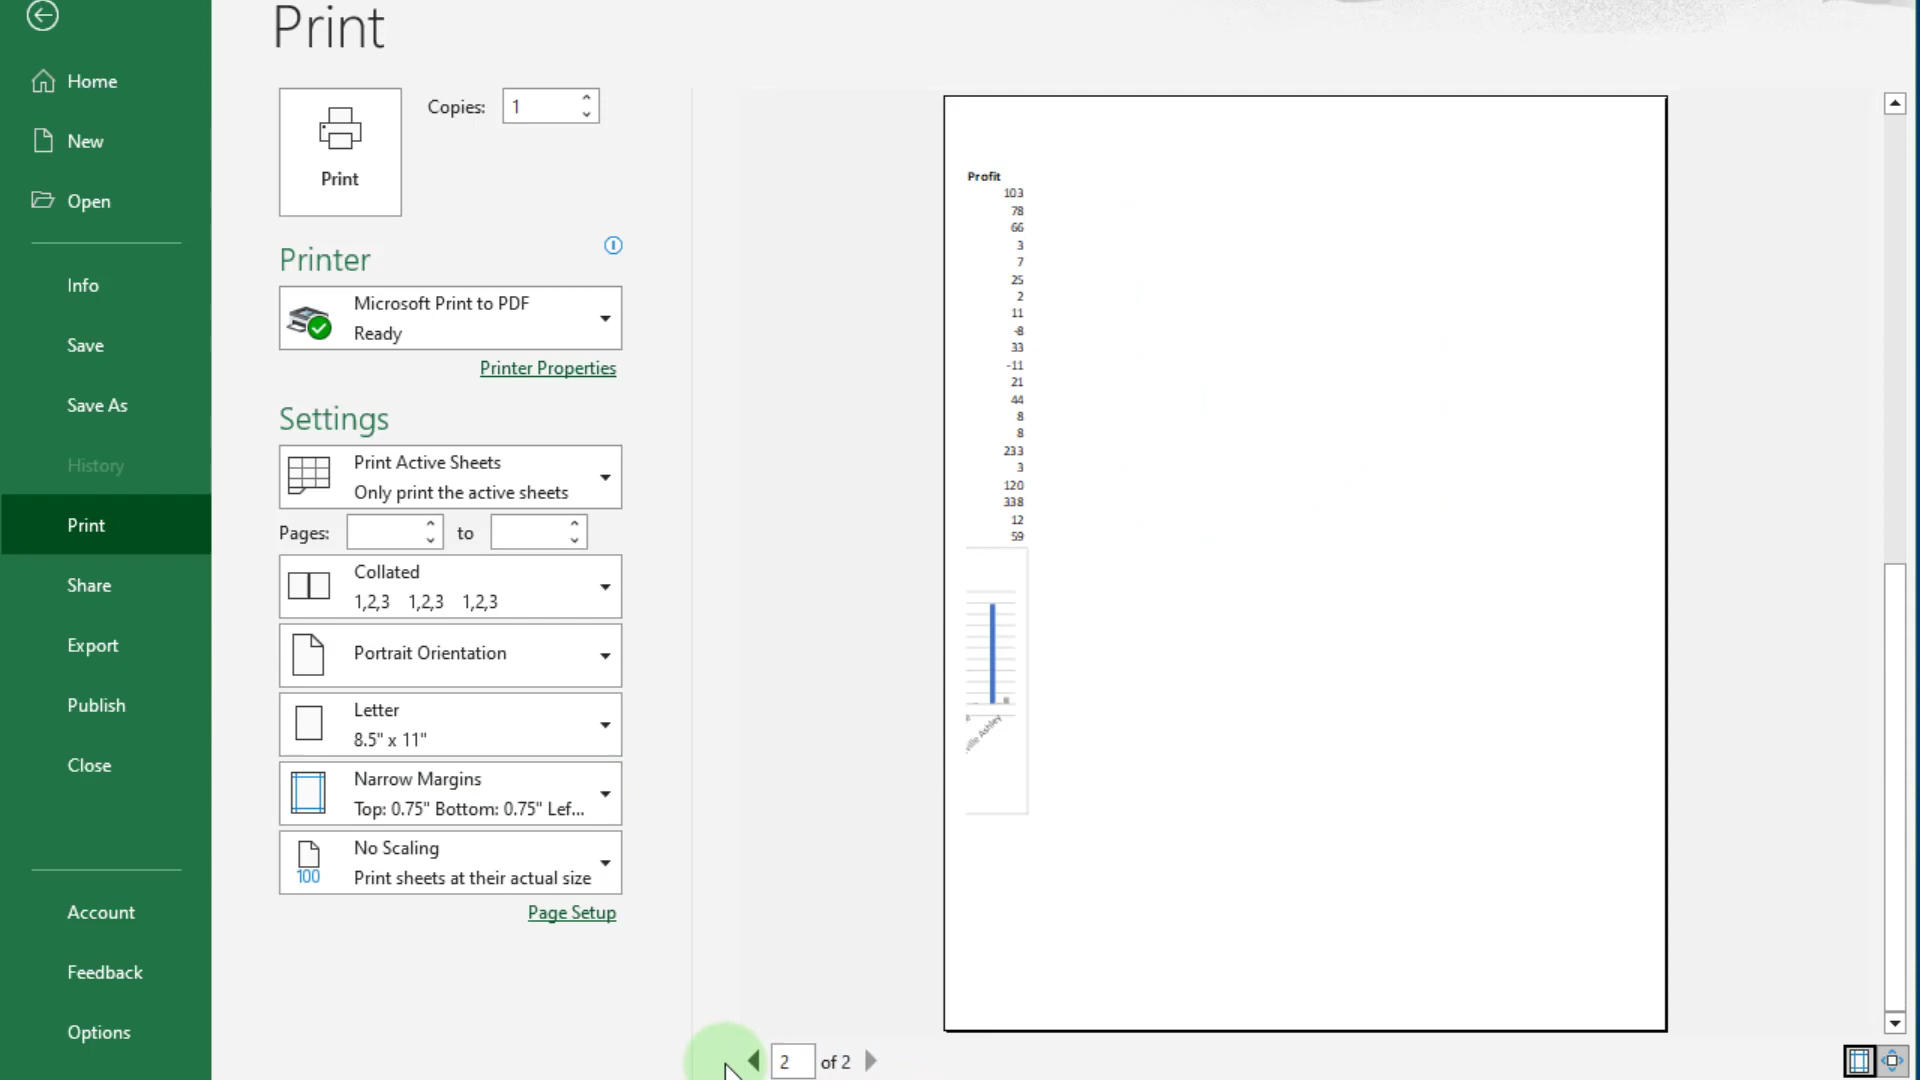 Print
Home
New
Open
Info
Save
Save As
History
Print
Share
Export
Publish
Close
Account
Feedback
Options
Print
Copies:
1
Printer
Microsoft Print to PDF
Ready
Printer Properties
Settings
Print Active Sheets
Only print the active sheets
Pages:
to
Collated
1,2,3 1,2,3 1,2,3
Portrait Orientation
Letter
8.5" x 11"
Narrow Margins
Top: 0.75" Bottom: 0.75" Lef...
100
No Scaling
Print sheets at their actual size
Page Setup
Profit
103
78
66
3
7
25
2
11
-8
33
-11
21
44
8
8
233
3
120
338
12
59
ville Ashley
2 of 2